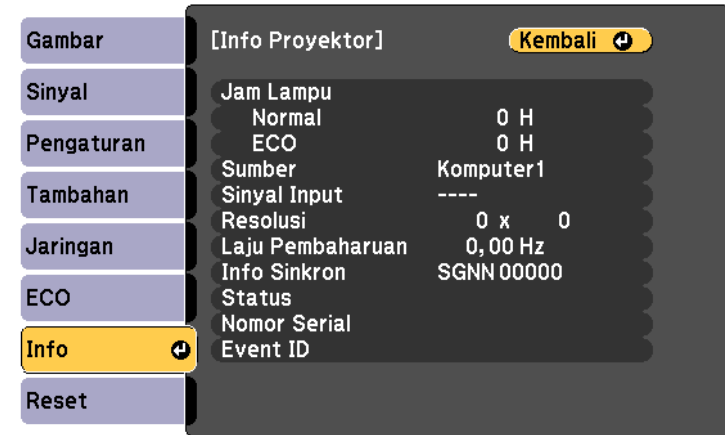 Gambar
Sinyal
Pengaturan
Tambahan
Jaringan
ECO
Info
Reset
[Info Proyektor] Kembali
Jam Lampu
Normal 0 H
ECO 0 H
Sumber Komputer1
Sinyal Input ----
Resolusi 0 x 0
Laju Pembaharuan 0,00 Hz
Info Sinkron SGNN 00000
Status
Nomor Serial
Event ID